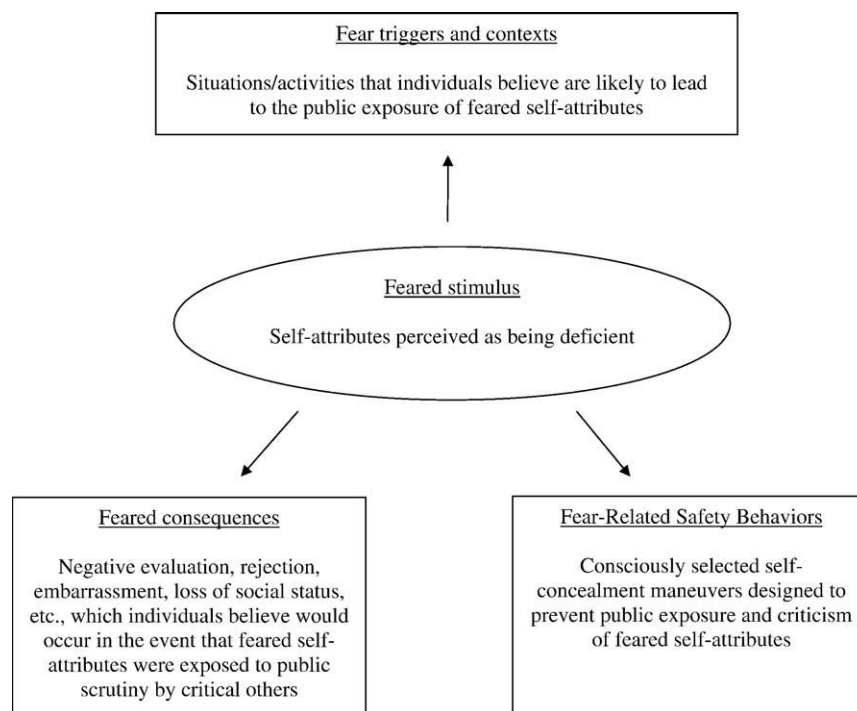 Fear triggers and contexts
Situations/activities that individuals believe are likely to lead
to the public exposure of feared self-attributes
Feared stimulus
Self-attributes perceived as being deficient
Feared consequences
Negative evaluation, rejection,
embarrassment, loss of social status,
etc., which individuals believe would
occur in the event that feared self-
attributes were exposed to public
scrutiny by critical others
Fear-Related Safety Behaviors
Consciously selected self-
concealment maneuvers designed to
prevent public exposure and criticism
of feared self-attributes